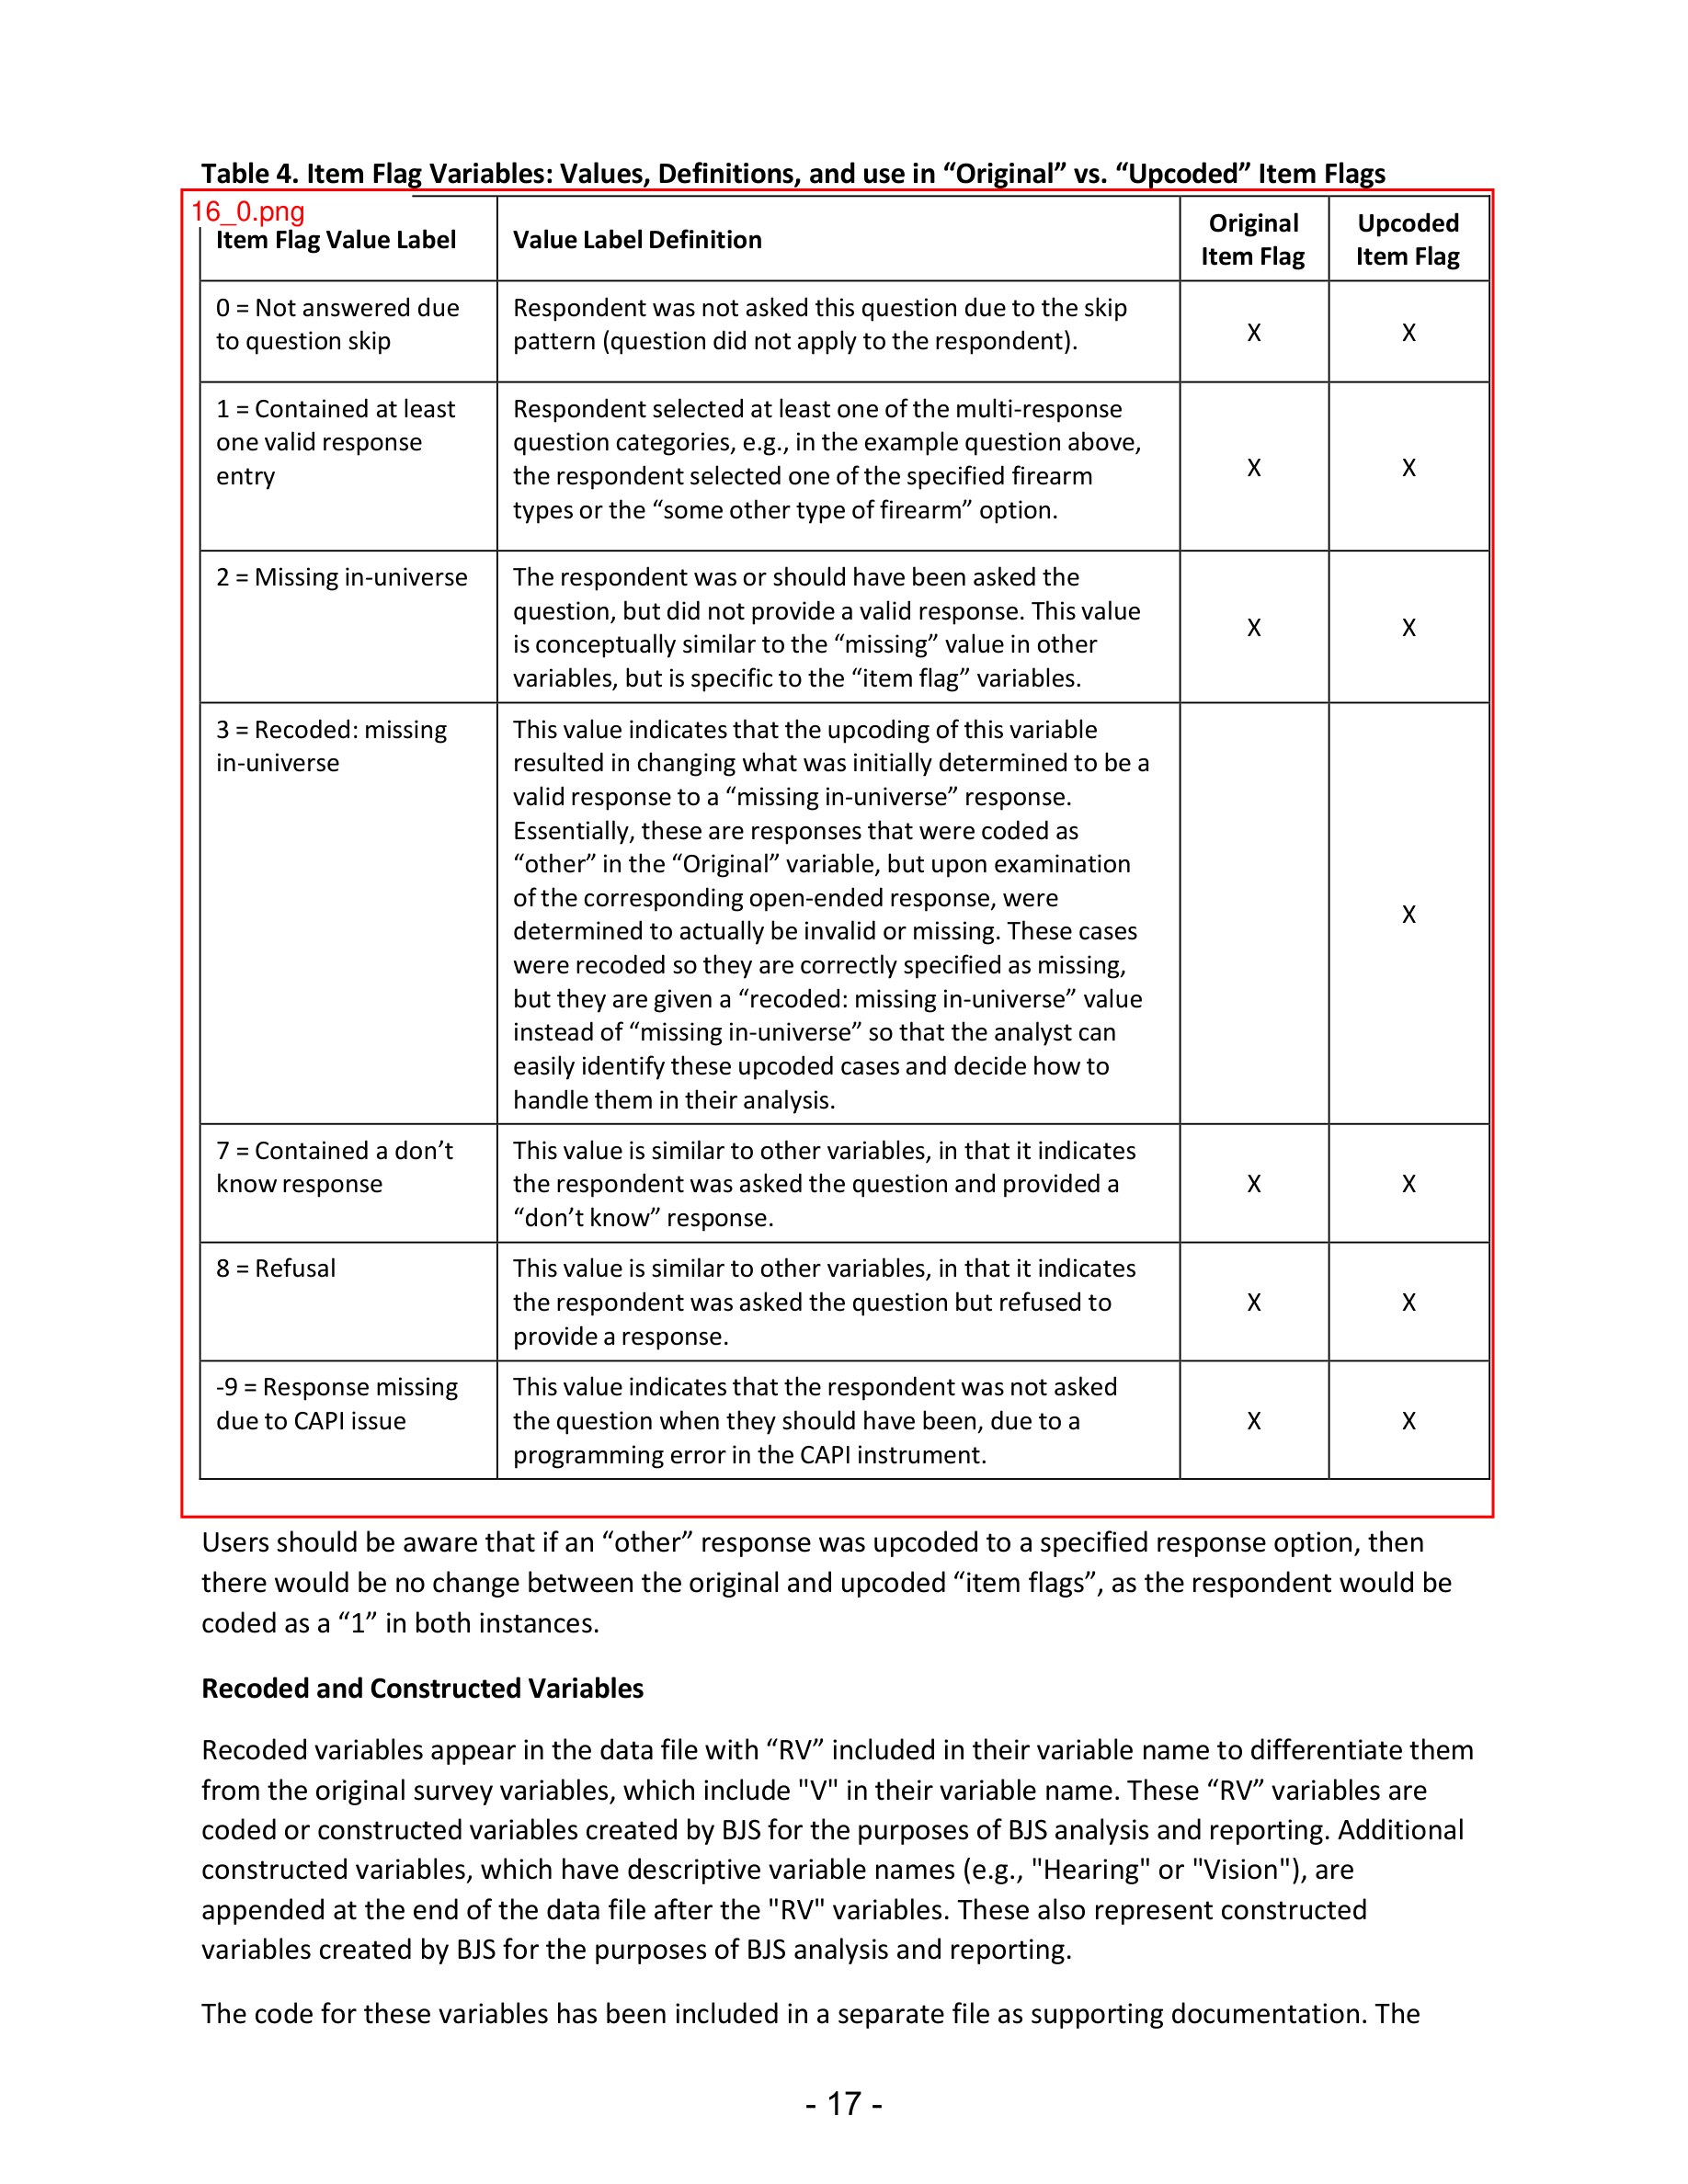 Table 4. Item Flag Variables: Values, Definitions, and use in “Original” vs. “Upcoded” Item Flags
16_0.png
Item Flag Value Label
Value Label Definition
Original
Item Flag
Upcoded
Item Flag
0 = Not answered due
to question skip
Respondent was not asked this question due to the skip
pattern (question did not apply to the respondent).
X
X
1 = Contained at least
one valid response
entry
Respondent selected at least one of the multi-response
question categories, e.g., in the example question above,
the respondent selected one of the specified firearm
types or the “some other type of firearm” option.
X
X
2 = Missing in-universe
The respondent was or should have been asked the
question, but did not provide a valid response. This value
is conceptually similar to the “missing” value in other
variables, but is specific to the “item flag” variables.
X
X
3 = Recoded: missing
in-universe
This value indicates that the upcoding of this variable
resulted in changing what was initially determined to be a
valid response to a “missing in-universe” response.
Essentially, these are responses that were coded as
“other” in the “Original” variable, but upon examination
of the corresponding open-ended response, were
determined to actually be invalid or missing. These cases
were recoded so they are correctly specified as missing,
but they are given a “recoded: missing in-universe” value
instead of “missing in-universe” so that the analyst can
easily identify these upcoded cases and decide how to
handle them in their analysis.
X
7 = Contained a don’t
know response
This value is similar to other variables, in that it indicates
the respondent was asked the question and provided a
“don’t know” response.
X
X
8 = Refusal
This value is similar to other variables, in that it indicates
the respondent was asked the question but refused to
provide a response.
X
X
-9 = Response missing
due to CAPI issue
This value indicates that the respondent was not asked
the question when they should have been, due to a
programming error in the CAPI instrument.
X
X
Users should be aware that if an “other” response was upcoded to a specified response option, then
there would be no change between the original and upcoded “item flags”, as the respondent would be
coded as a “1” in both instances.
Recoded and Constructed Variables
Recoded variables appear in the data file with “RV” included in their variable name to differentiate them
from the original survey variables, which include "V" in their variable name. These “RV” variables are
coded or constructed variables created by BJS for the purposes of BJS analysis and reporting. Additional
constructed variables, which have descriptive variable names (e.g., "Hearing" or "Vision"), are
appended at the end of the data file after the "RV" variables. These also represent constructed
variables created by BJS for the purposes of BJS analysis and reporting.
The code for these variables has been included in a separate file as supporting documentation. The
- 17 -